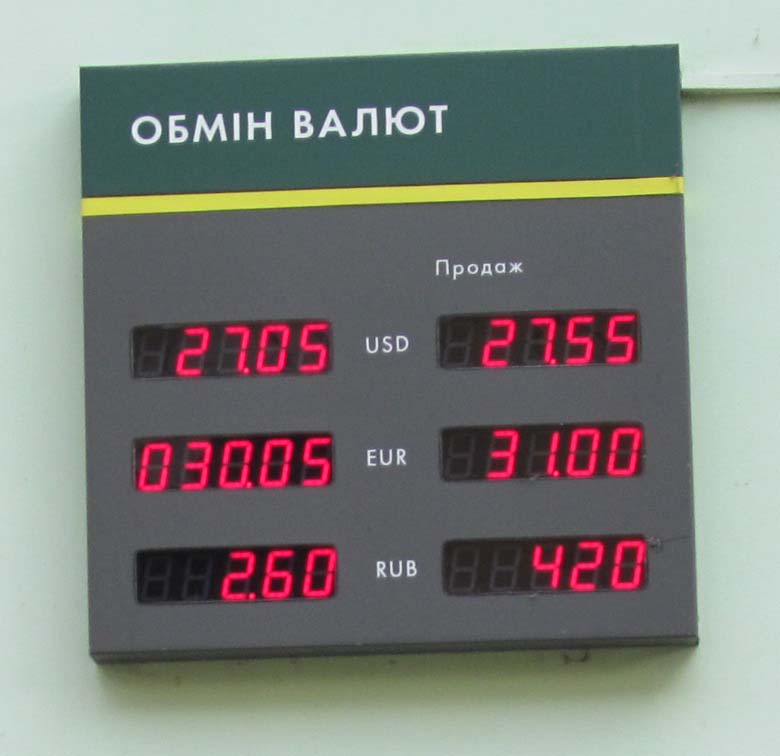 ОБМІН ВАЛЮТ
Продаж
27.05 USD 27.55
030.05 EUR 31.00
2.60 RUB 420